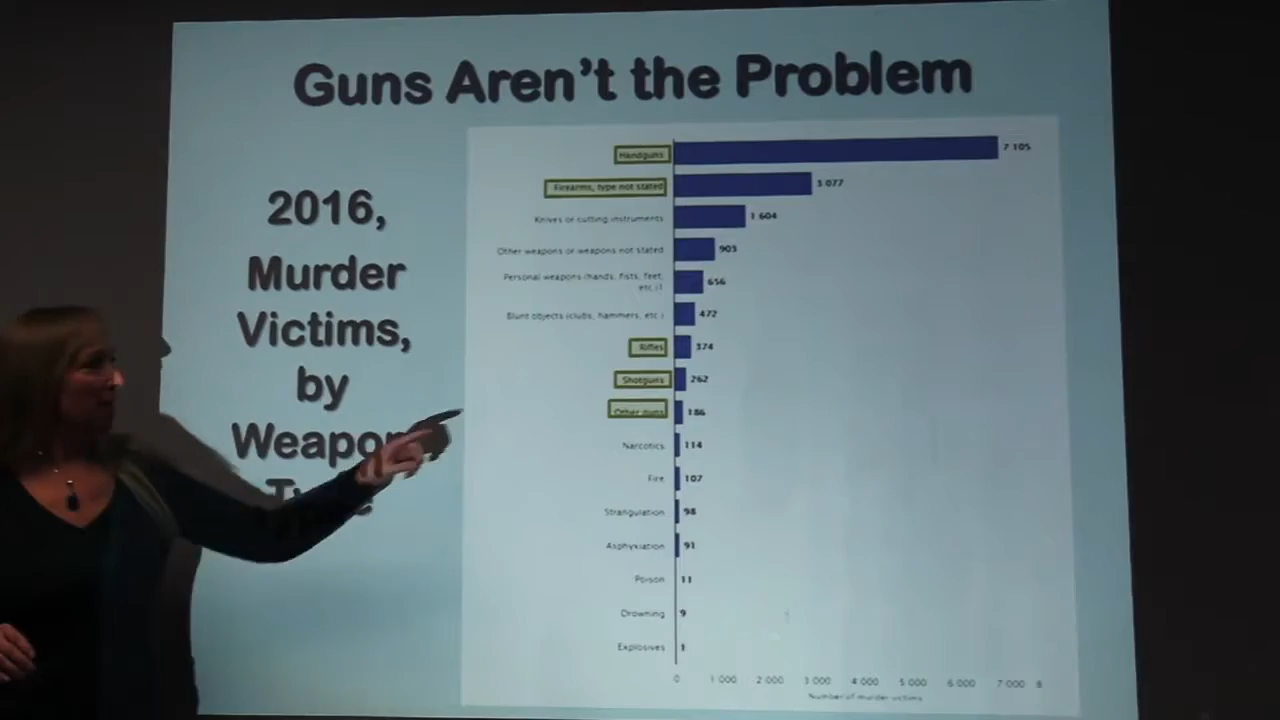 Guns Aren't the Problem
2016,
Murder
Victims,
by
Weapon
Handguns 7 105
Firearms, type not stated 3 077
Knives or cutting instruments 1 604
Other weapons or weapons not stated 903
Personal weapons (hands, fists, feet,
etc.)1 656
Blunt objects (clubs, hammers, etc.) 472
Rifles 374
Shotguns 262
Other guns 186
Narcotics 114
Fire 107
Strangulation 98
Asphyxiation 91
Poison 11
Drowning 9
Explosives 1
0 1 000 2 000 3 000 4 000 5 000 6 000 7 000 8
Number of murder victims